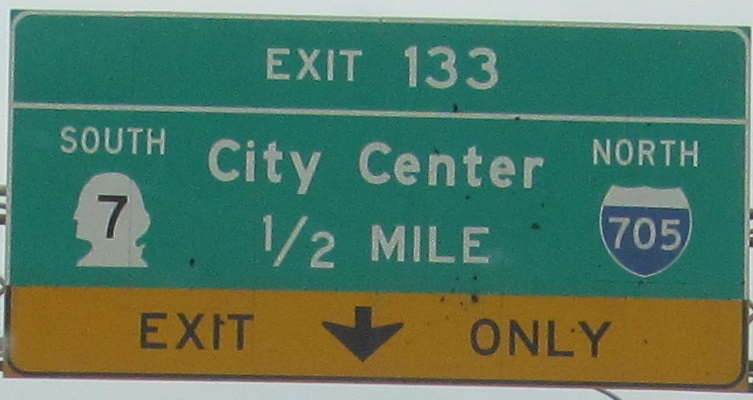 EXIT 133
SOUTH
7
City Center
1/2 MILE
NORTH
705
EXIT ONLY